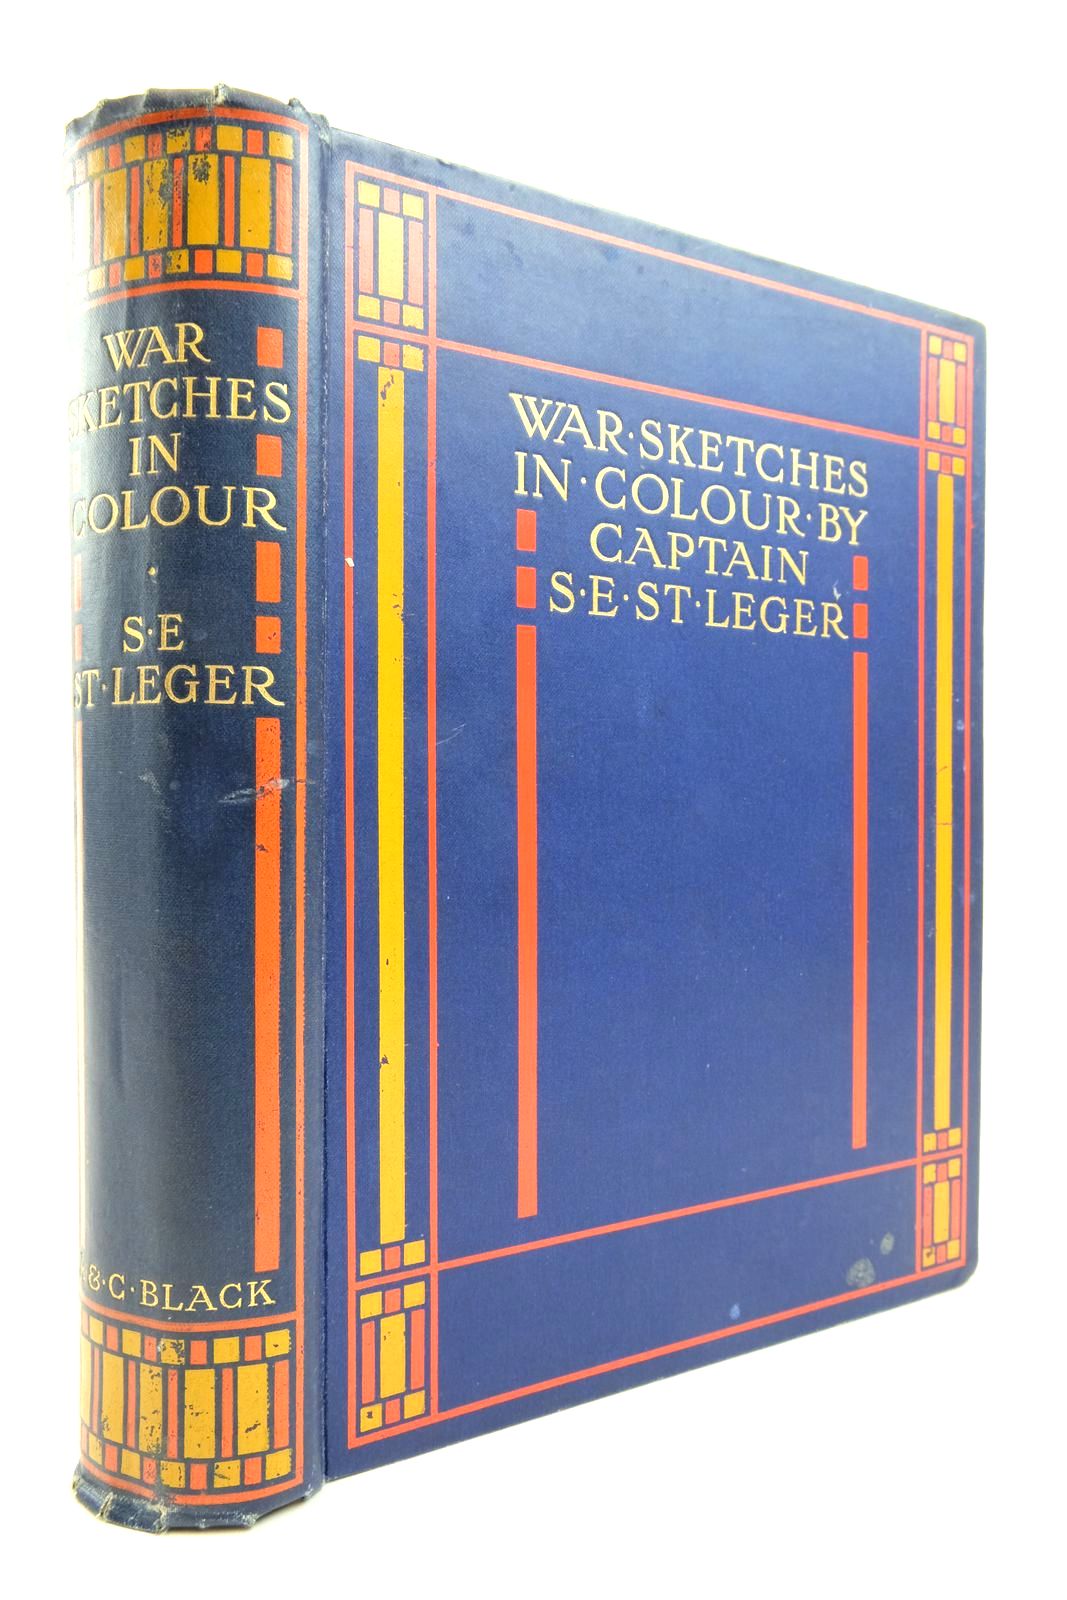 WAR
SKETCHES
IN
COLOUR
·
S·E
ST·LEGER
&·C·BLACK
WAR·SKETCHES
IN·COLOUR·BY
CAPTAIN
S·E·ST·LEGER